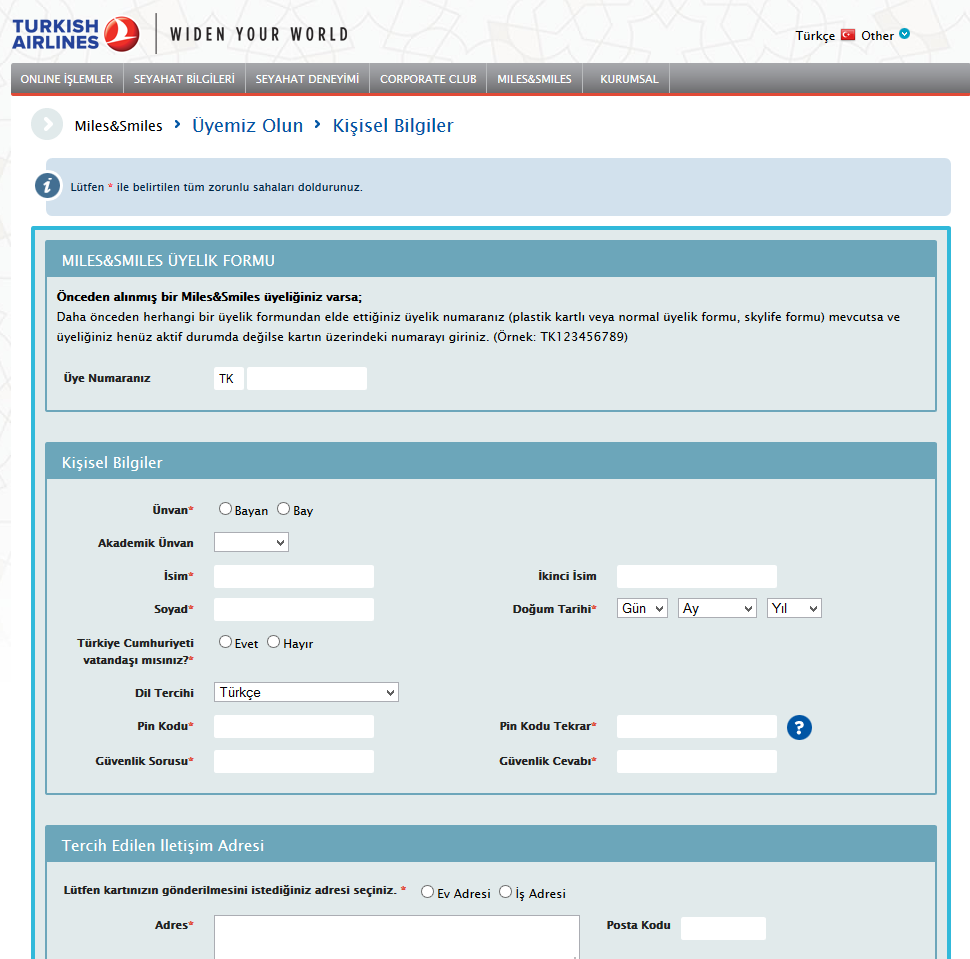 TURKISH AIRLINES
WIDEN YOUR WORLD
Türkçe Other
ONLINE İŞLEMLER SEYAHAT BİLGİLERİ SEYAHAT DENEYİMİ CORPORATE CLUB MILES&SMILES KURUMSAL
Miles&Smiles › Üyemiz Olun › Kişisel Bilgiler
i Lütfen * ile belirtilen tüm zorunlu sahaları doldurunuz.
MILES&SMILES ÜYELİK FORMU
Önceden alınmış bir Miles&Smiles üyeliğiniz varsa;
Daha önceden herhangi bir üyelik formundan elde ettiğiniz üyelik numaranız (plastik kartlı veya normal üyelik formu, skylife formu) mevcutsa ve
üyeliğiniz henüz aktif durumda değilse kartın üzerindeki numarayı giriniz. (Örnek: TK123456789)
Üye Numaranız TK
Kişisel Bilgiler
Ünvan* Bayan Bay
Akademik Ünvan
İsim* İkinci İsim
Soyad* Doğum Tarihi* Gün Ay Yıl
Türkiye Cumhuriyeti
vatandaşı mısınız?* Evet Hayır
Dil Tercihi Türkçe
Pin Kodu* Pin Kodu Tekrar* ?
Güvenlik Sorusu* Güvenlik Cevabı*
Tercih Edilen İletişim Adresi
Lütfen kartınızın gönderilmesini istediğiniz adresi seçiniz. * Ev Adresi İş Adresi
Adres* Posta Kodu